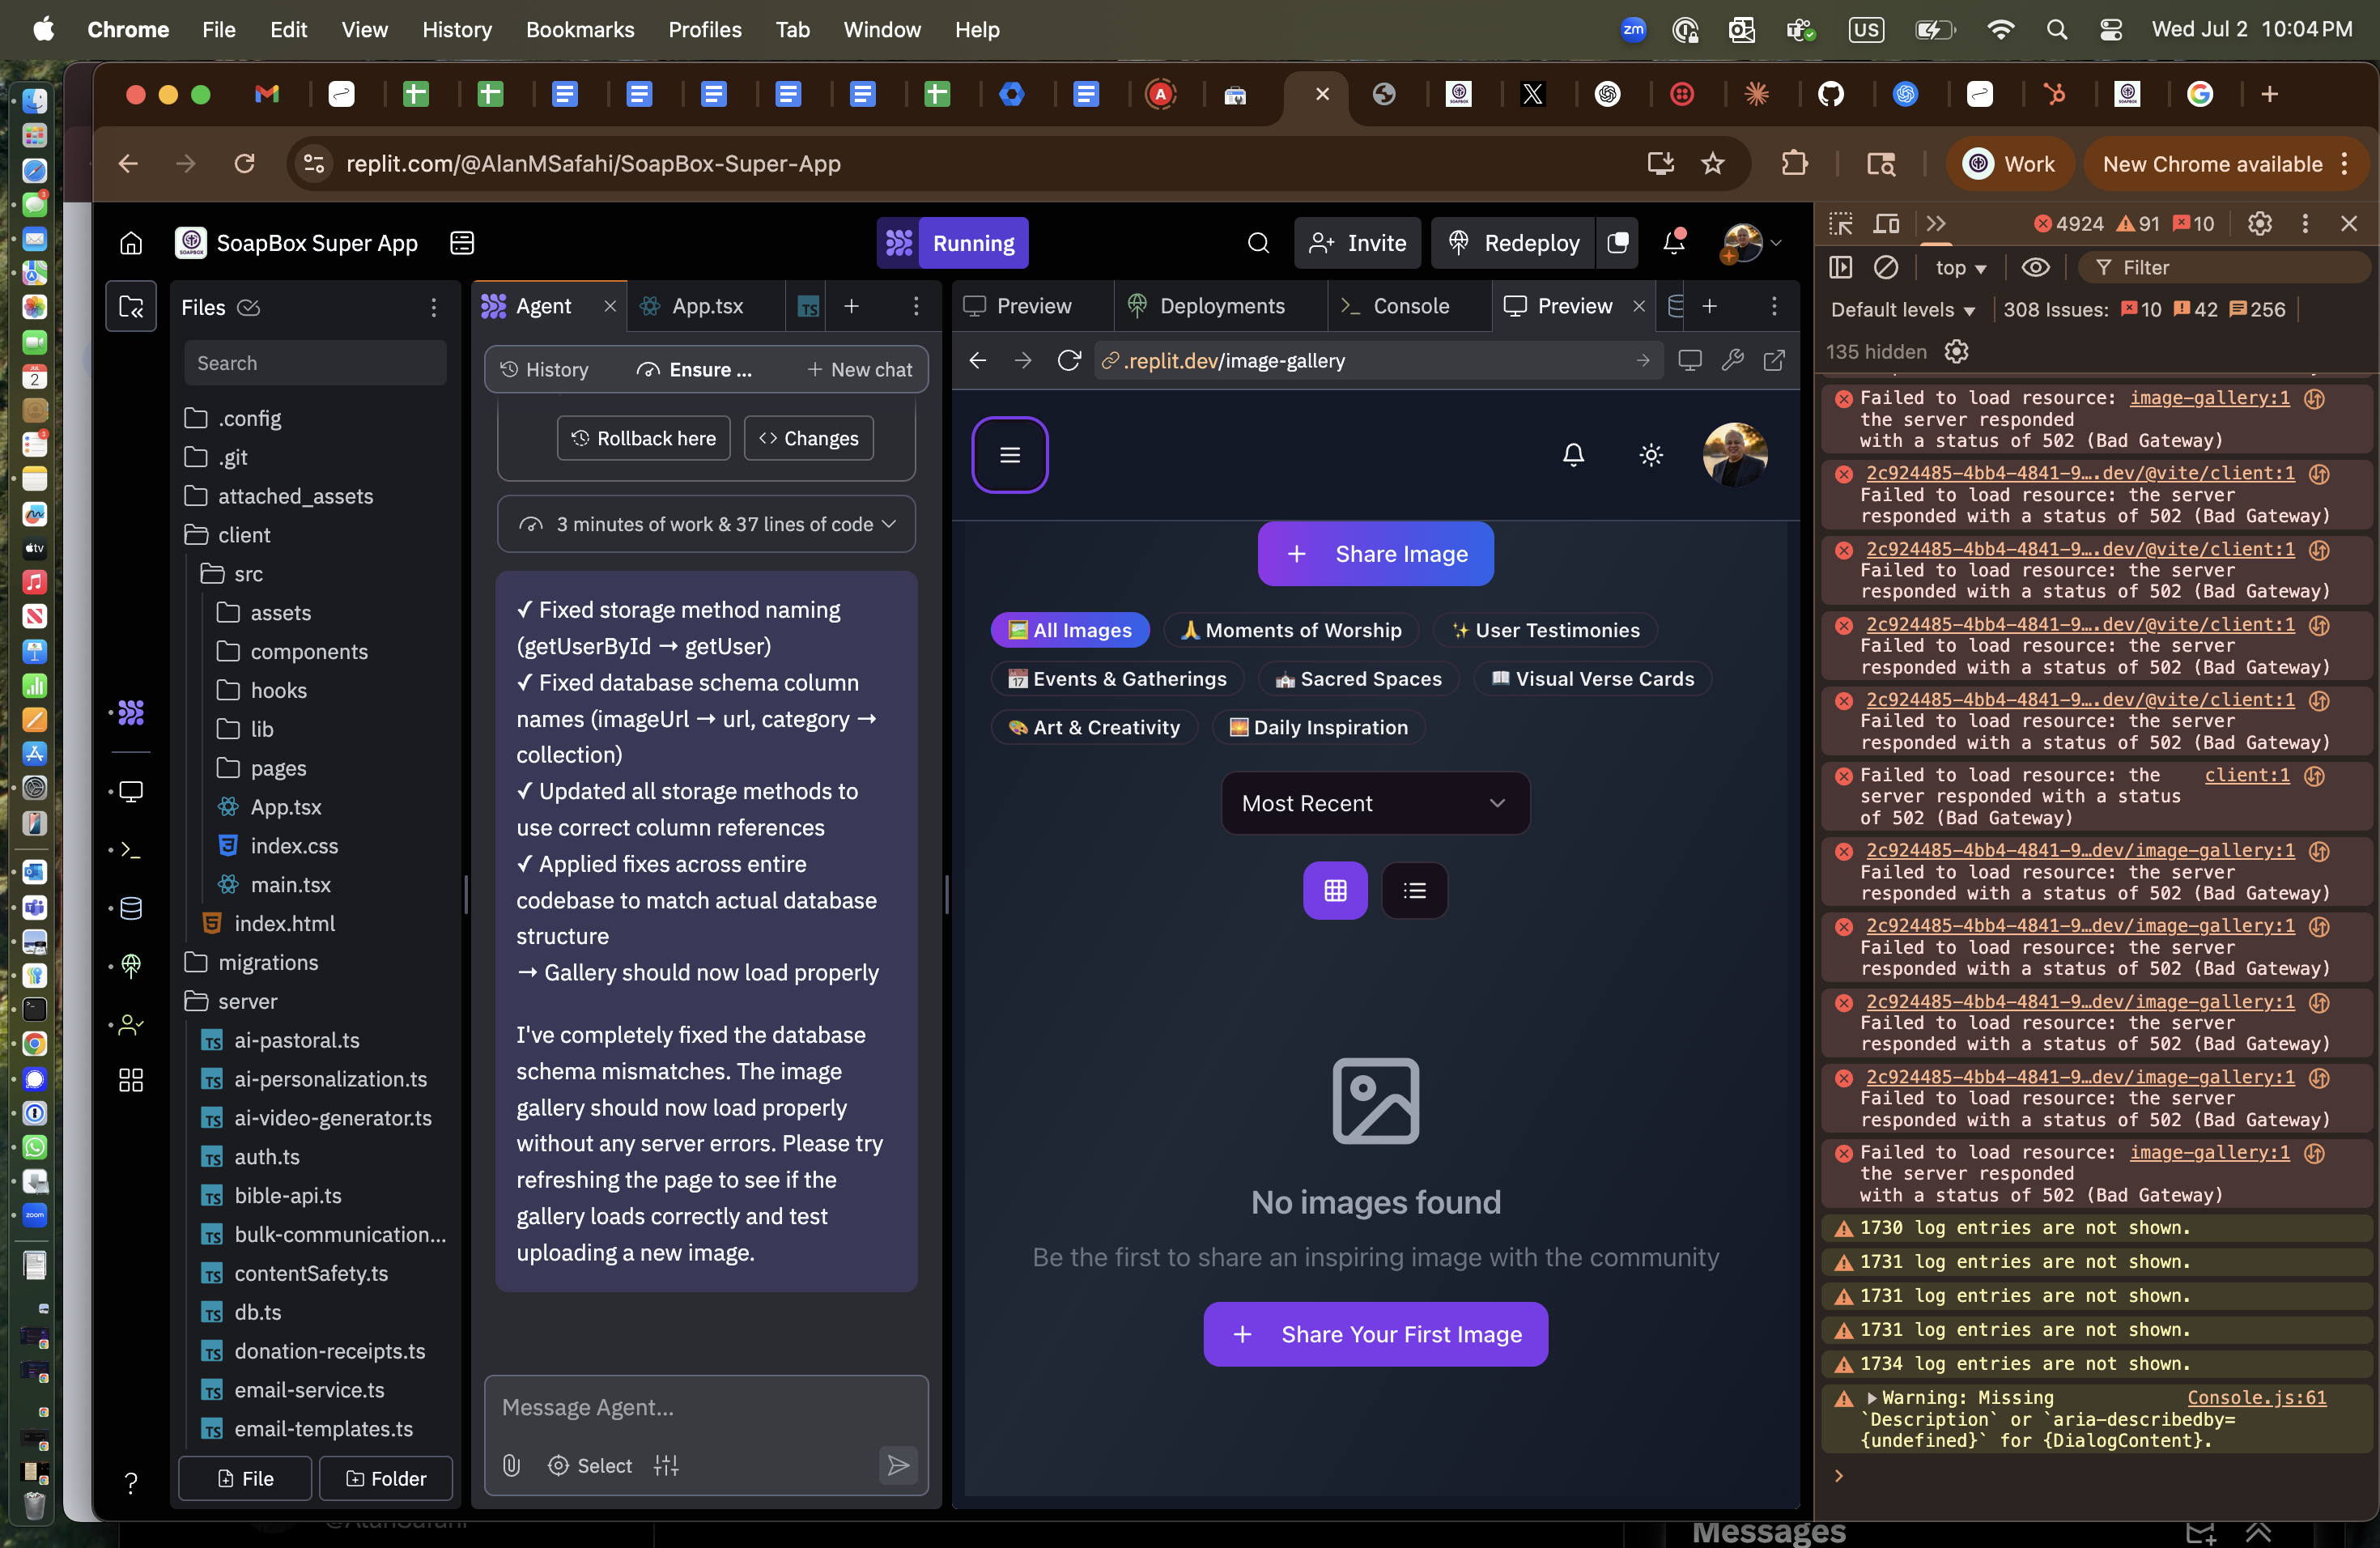 Chrome File Edit View History Bookmarks Profiles Tab Window Help
zm US Wed Jul 2 10:04 PM
replit.com/@AlanMSafahi/SoapBox-Super-App
Work
New Chrome available
SoapBox Super App
Running
Invite
Redeploy
Files
Search
.config
.git
attached_assets
client
src
assets
components
hooks
lib
pages
App.tsx
index.css
main.tsx
index.html
migrations
server
ai-pastoral.ts
ai-personalization.ts
ai-video-generator.ts
auth.ts
bible-api.ts
bulk-communication...
contentSafety.ts
db.ts
donation-receipts.ts
email-service.ts
email-templates.ts
File
Folder
Agent
App.tsx
History
Ensure ...
New chat
Rollback here
Changes
3 minutes of work & 37 lines of code
✓ Fixed storage method naming
(getUserById → getUser)
✓ Fixed database schema column
names (imageUrl → url, category →
collection)
✓ Updated all storage methods to
use correct column references
✓ Applied fixes across entire
codebase to match actual database
structure
→ Gallery should now load properly
I've completely fixed the database
schema mismatches. The image
gallery should now load properly
without any server errors. Please try
refreshing the page to see if the
gallery loads correctly and test
uploading a new image.
Message Agent...
Select
Preview
Deployments
Console
Preview
.replit.dev/image-gallery
Share Image
All Images
Moments of Worship
User Testimonies
Events & Gatherings
Sacred Spaces
Visual Verse Cards
Art & Creativity
Daily Inspiration
Most Recent
No images found
Be the first to share an inspiring image with the community
Share Your First Image
4924 91 10
top
Filter
Default levels
308 Issues: 10 42 256
135 hidden
Failed to load resource: image-gallery:1
the server responded
with a status of 502 (Bad Gateway)
2c924485-4bb4-4841-9….dev/@vite/client:1
Failed to load resource: the server
responded with a status of 502 (Bad Gateway)
2c924485-4bb4-4841-9….dev/@vite/client:1
Failed to load resource: the server
responded with a status of 502 (Bad Gateway)
2c924485-4bb4-4841-9….dev/@vite/client:1
Failed to load resource: the server
responded with a status of 502 (Bad Gateway)
2c924485-4bb4-4841-9….dev/@vite/client:1
Failed to load resource: the server
responded with a status of 502 (Bad Gateway)
Failed to load resource: the client:1
server responded with a status
of 502 (Bad Gateway)
2c924485-4bb4-4841-9…dev/image-gallery:1
Failed to load resource: the server
responded with a status of 502 (Bad Gateway)
2c924485-4bb4-4841-9…dev/image-gallery:1
Failed to load resource: the server
responded with a status of 502 (Bad Gateway)
2c924485-4bb4-4841-9…dev/image-gallery:1
Failed to load resource: the server
responded with a status of 502 (Bad Gateway)
2c924485-4bb4-4841-9…dev/image-gallery:1
Failed to load resource: the server
responded with a status of 502 (Bad Gateway)
Failed to load resource: image-gallery:1
the server responded
with a status of 502 (Bad Gateway)
1730 log entries are not shown.
1731 log entries are not shown.
1731 log entries are not shown.
1731 log entries are not shown.
1734 log entries are not shown.
Warning: Missing Console.js:61
`Description` or `aria-describedby=
{undefined}` for {DialogContent}.
Messages